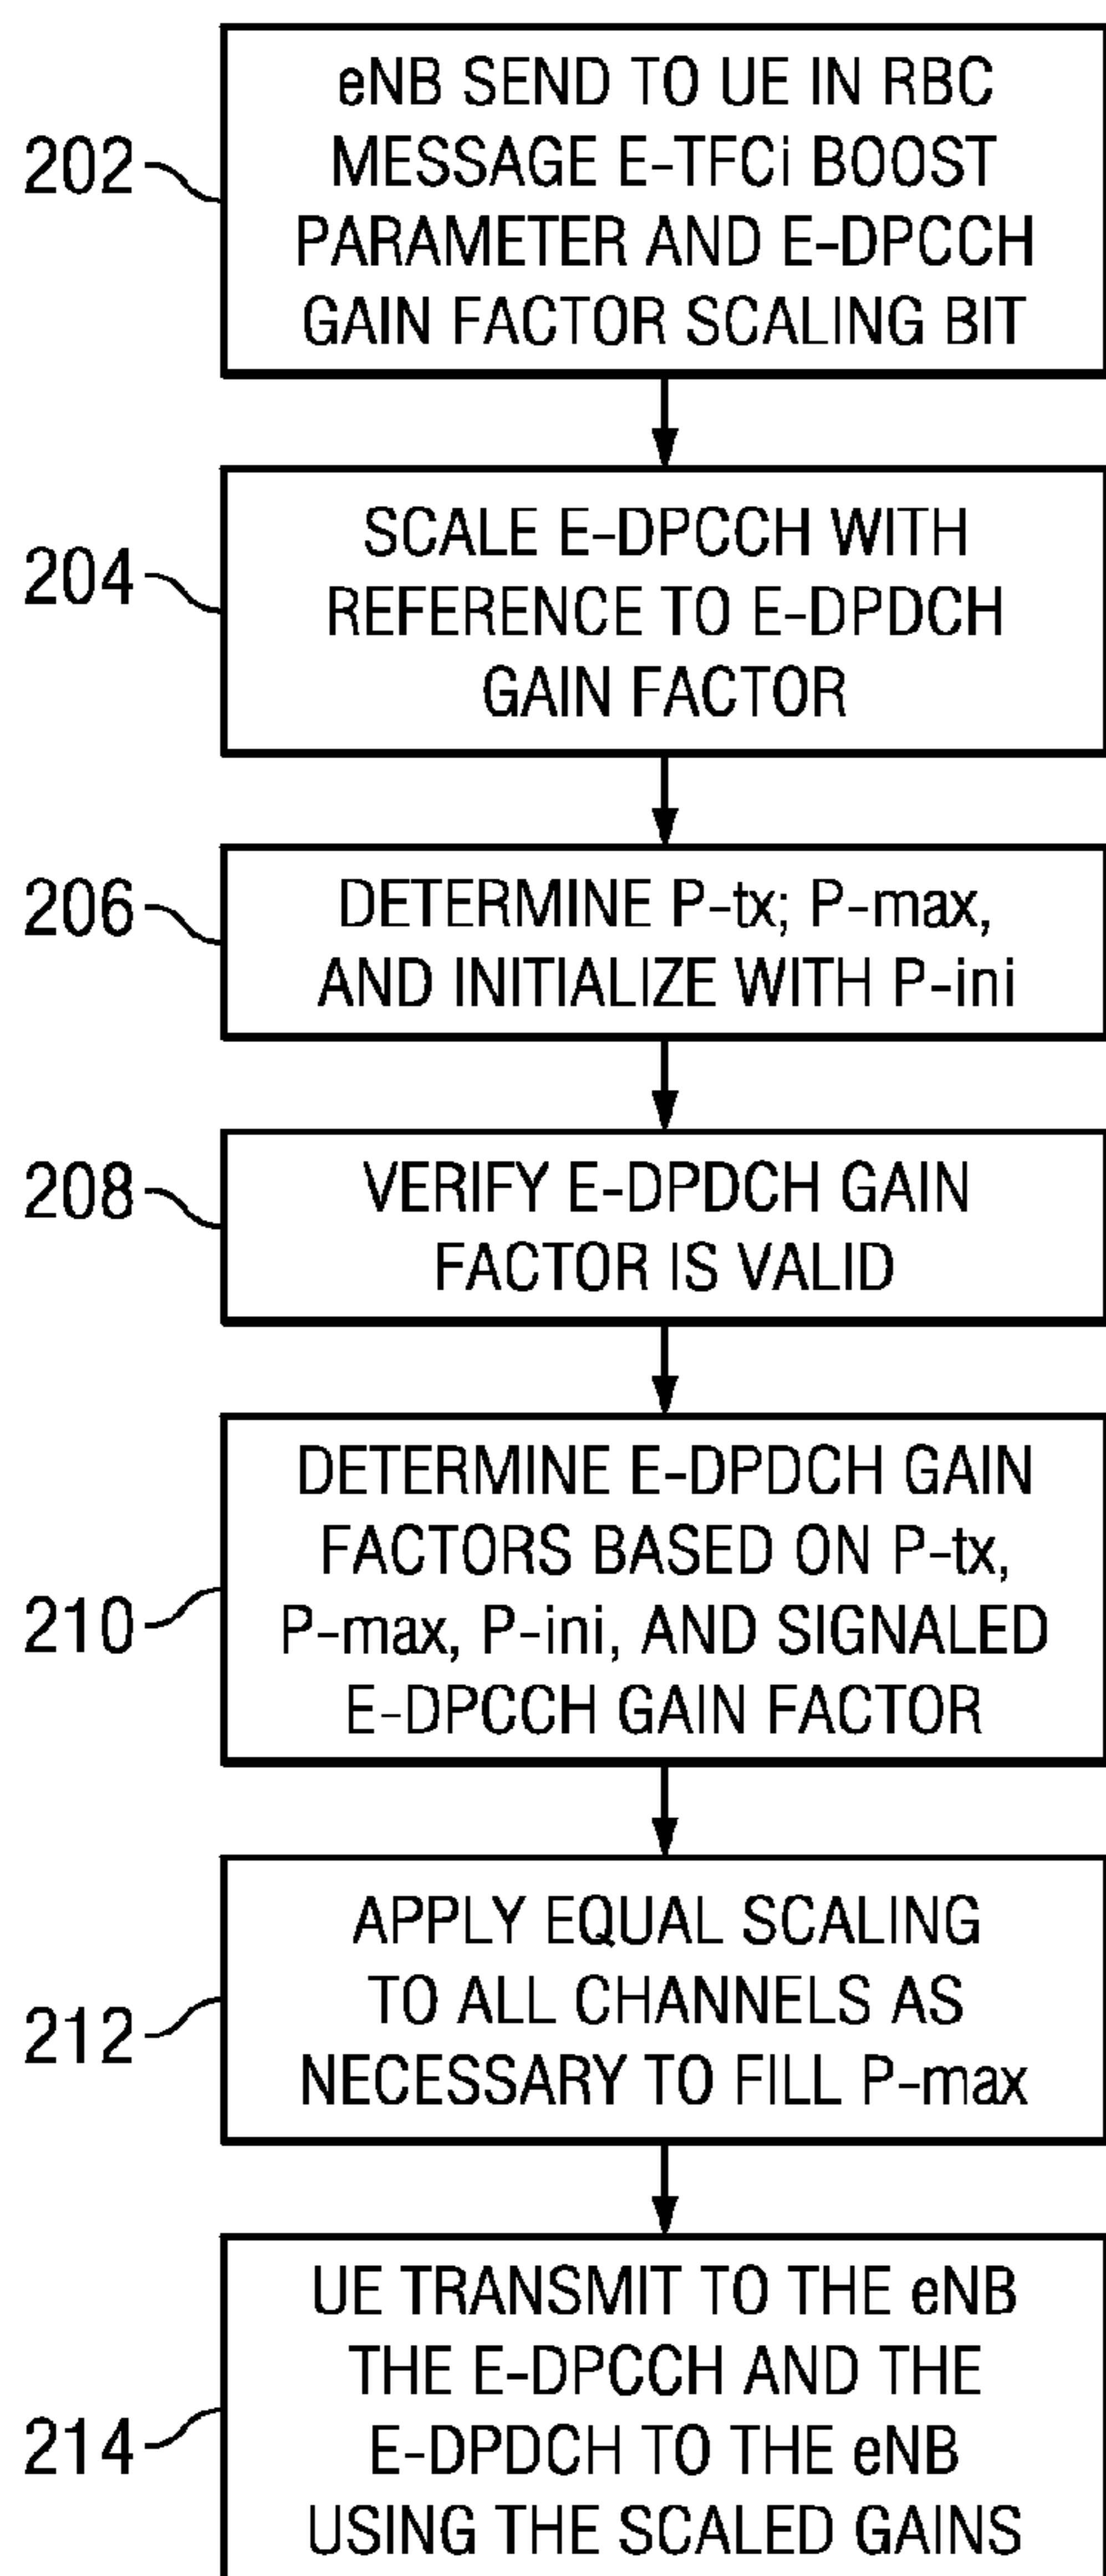 202
eNB SEND TO UE IN RBC
MESSAGE E-TFCi BOOST
PARAMETER AND E-DPCCH
GAIN FACTOR SCALING BIT
204
SCALE E-DPCCH WITH
REFERENCE TO E-DPDCH
GAIN FACTOR
206
DETERMINE P-tx; P-max,
AND INITIALIZE WITH P-ini
208
VERIFY E-DPDCH GAIN
FACTOR IS VALID
210
DETERMINE E-DPDCH GAIN
FACTORS BASED ON P-tx,
P-max, P-ini, AND SIGNALED
E-DPCCH GAIN FACTOR
212
APPLY EQUAL SCALING
TO ALL CHANNELS AS
NECESSARY TO FILL P-max
214
UE TRANSMIT TO THE eNB
THE E-DPCCH AND THE
E-DPDCH TO THE eNB
USING THE SCALED GAINS